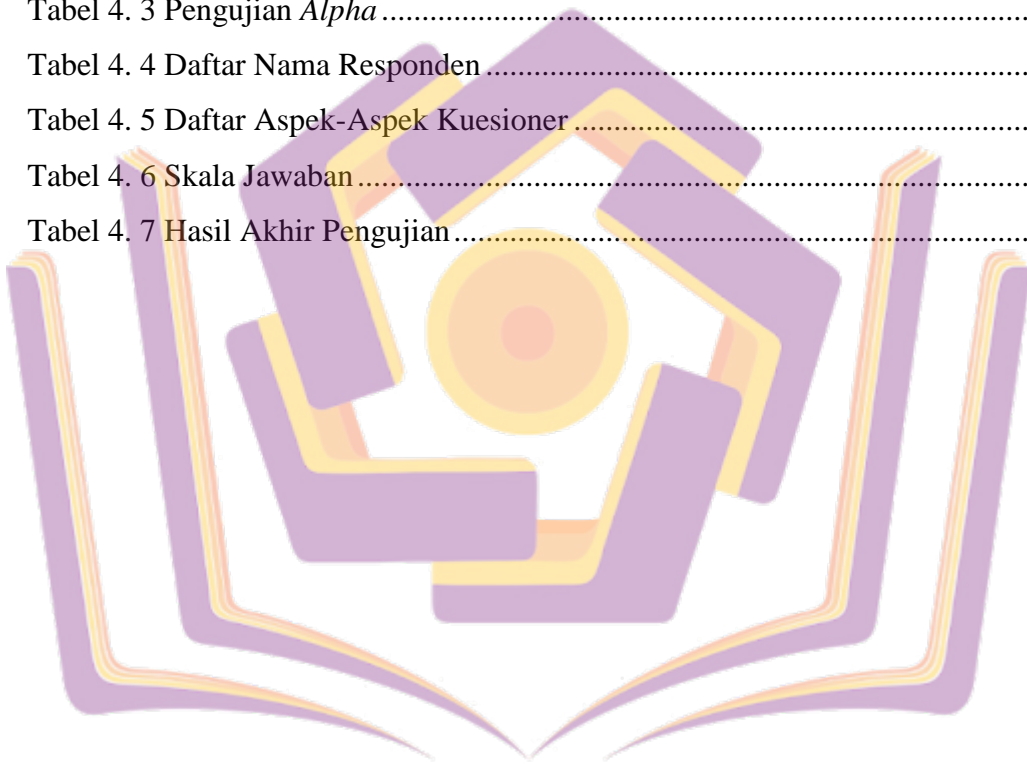 Tabel 4. 3 Pengujian Alpha........................................................................
Tabel 4. 4 Daftar Nama Responden........................................................
Tabel 4. 5 Daftar Aspek-Aspek Kuesioner..............................................
Tabel 4. 6 Skala Jawaban..........................................................................
Tabel 4. 7 Hasil Akhir Pengujian.............................................................